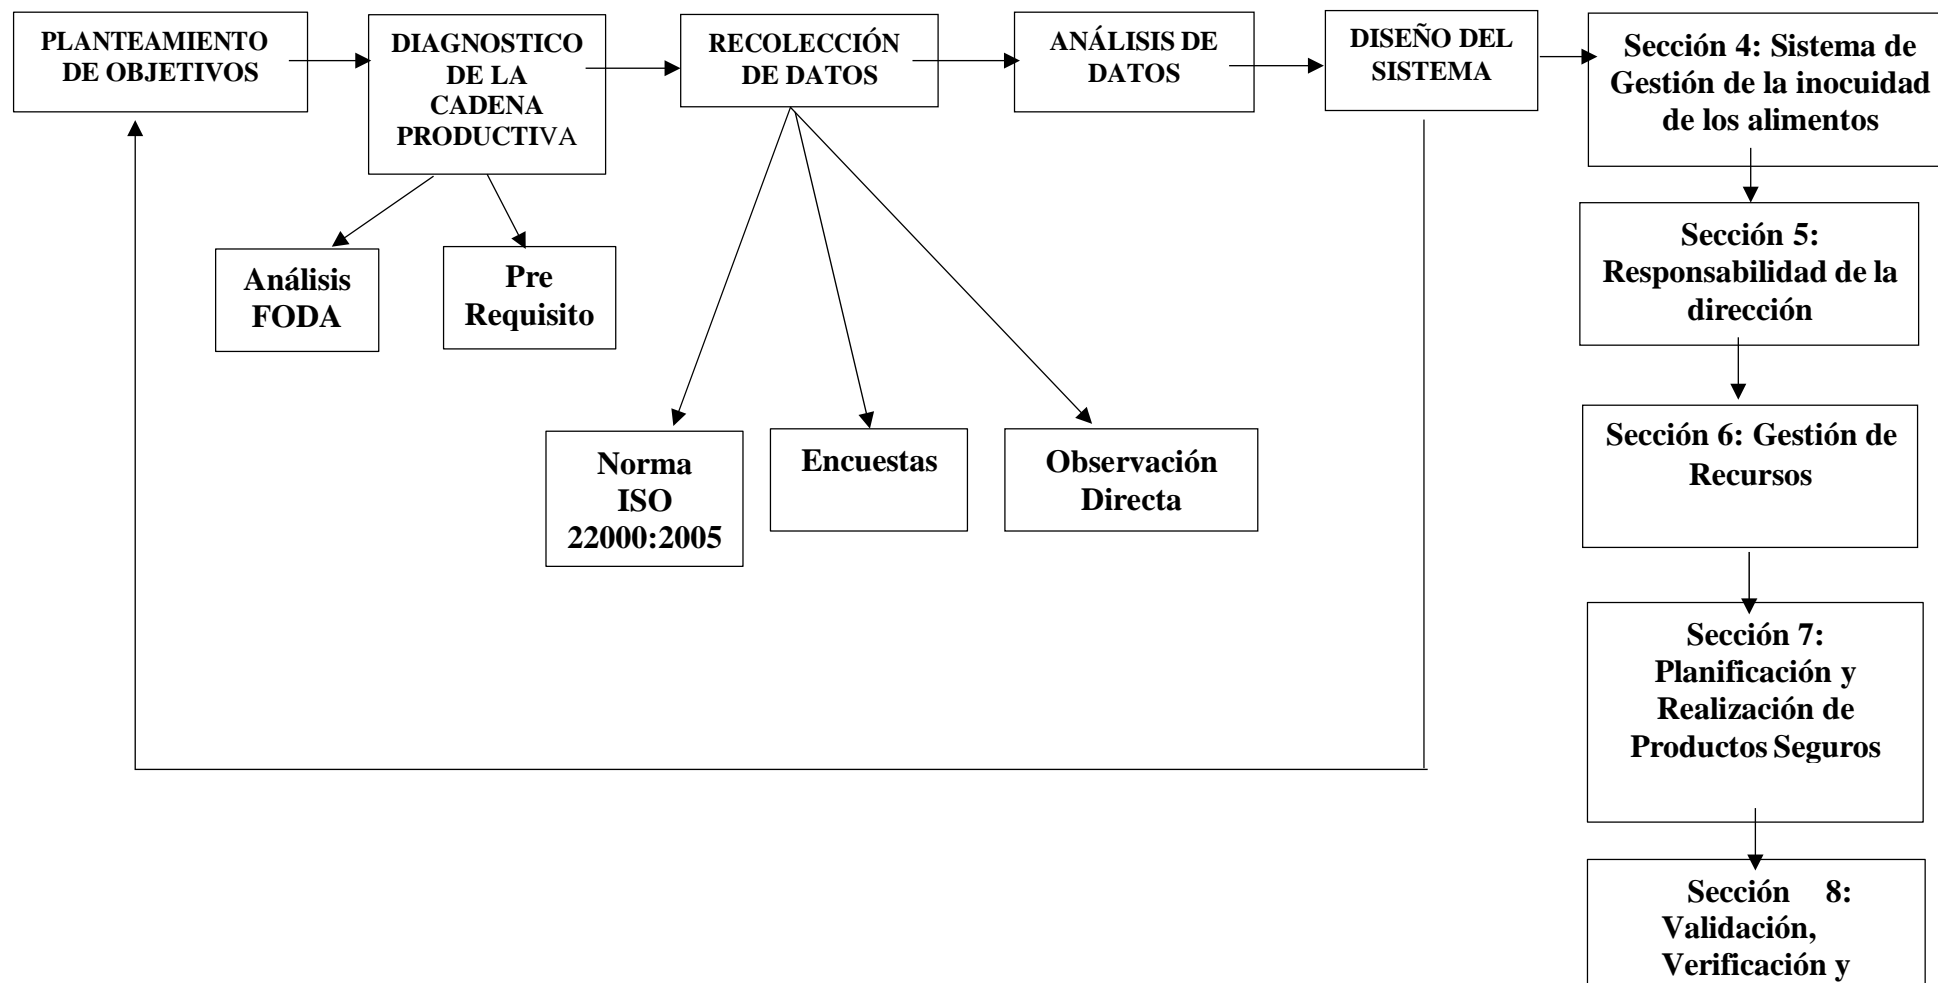 PLANTEAMIENTO
DE OBJETIVOS
DIAGNOSTICO
DE LA
CADENA
PRODUCTIVA
RECOLECCIÓN
DE DATOS
ANÁLISIS DE
DATOS
DISEÑO DEL
SISTEMA
Sección 4: Sistema de
Gestión de la inocuidad
de los alimentos
Sección 5:
Responsabilidad de la
dirección
Análisis
FODA
Pre
Requisito
Sección 6: Gestión de
Recursos
Norma
ISO
22000:2005
Encuestas
Observación
Directa
Sección 7:
Planificación y
Realización de
Productos Seguros
Sección 8:
Validación,
Verificación y